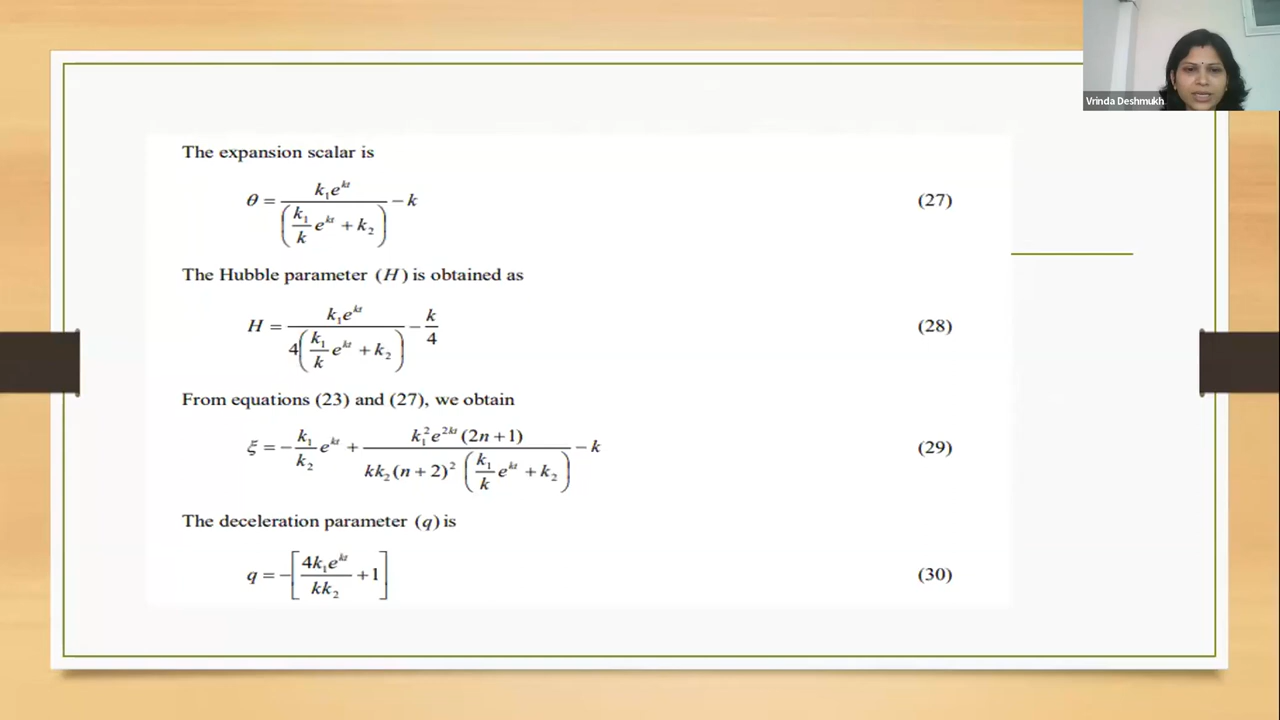 Vrinda Deshmukh
The expansion scalar is
θ = k₁e^{kt} / ( (k₁/k) e^{kt} + k₂ ) − k (27)
The Hubble parameter (H) is obtained as
H = k₁e^{kt} / 4( (k₁/k) e^{kt} + k₂ ) − k/4 (28)
From equations (23) and (27), we obtain
ξ = −(k₁/k₂) e^{kt} + k₁² e^{2kt} (2n + 1) / kk₂ (n + 2)² ( (k₁/k) e^{kt} + k₂ ) − k (29)
The deceleration parameter (q) is
q = −[ 4k₁e^{kt} / kk₂ + 1 ] (30)